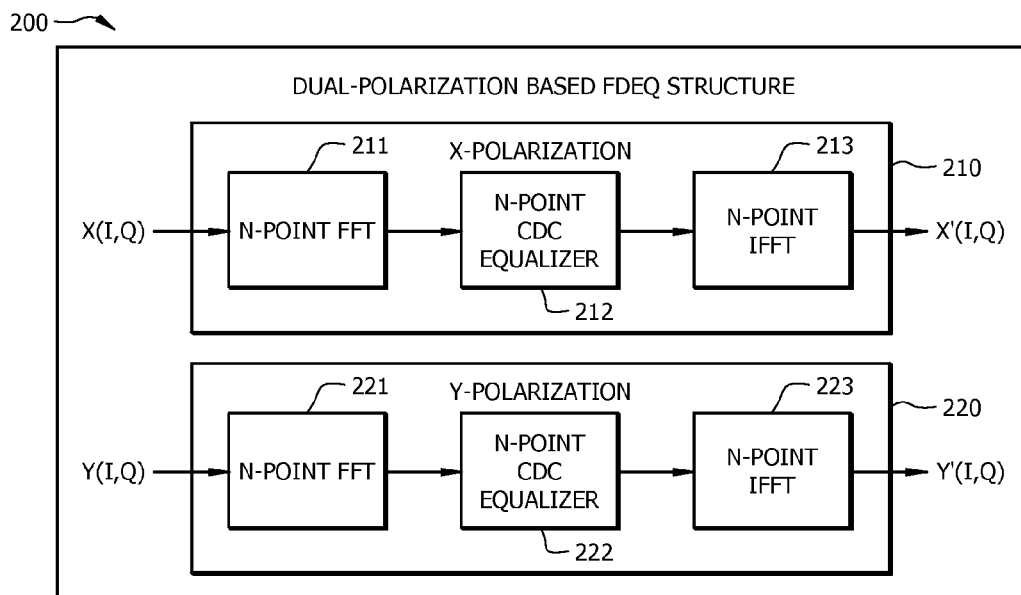 200
DUAL-POLARIZATION BASED FDEQ STRUCTURE
211
X-POLARIZATION
213
210
X(I,Q)
N-POINT FFT
N-POINT
CDC
EQUALIZER
N-POINT
IFFT
X'(I,Q)
212
221
Y-POLARIZATION
223
220
Y(I,Q)
N-POINT FFT
N-POINT
CDC
EQUALIZER
N-POINT
IFFT
Y'(I,Q)
222